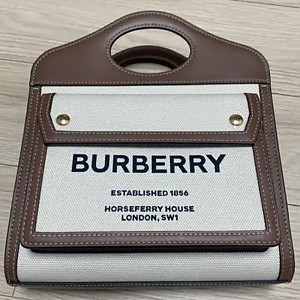 BURBERRY
ESTABLISHED 1856
HORSEFERRY HOUSE
LONDON, SW1